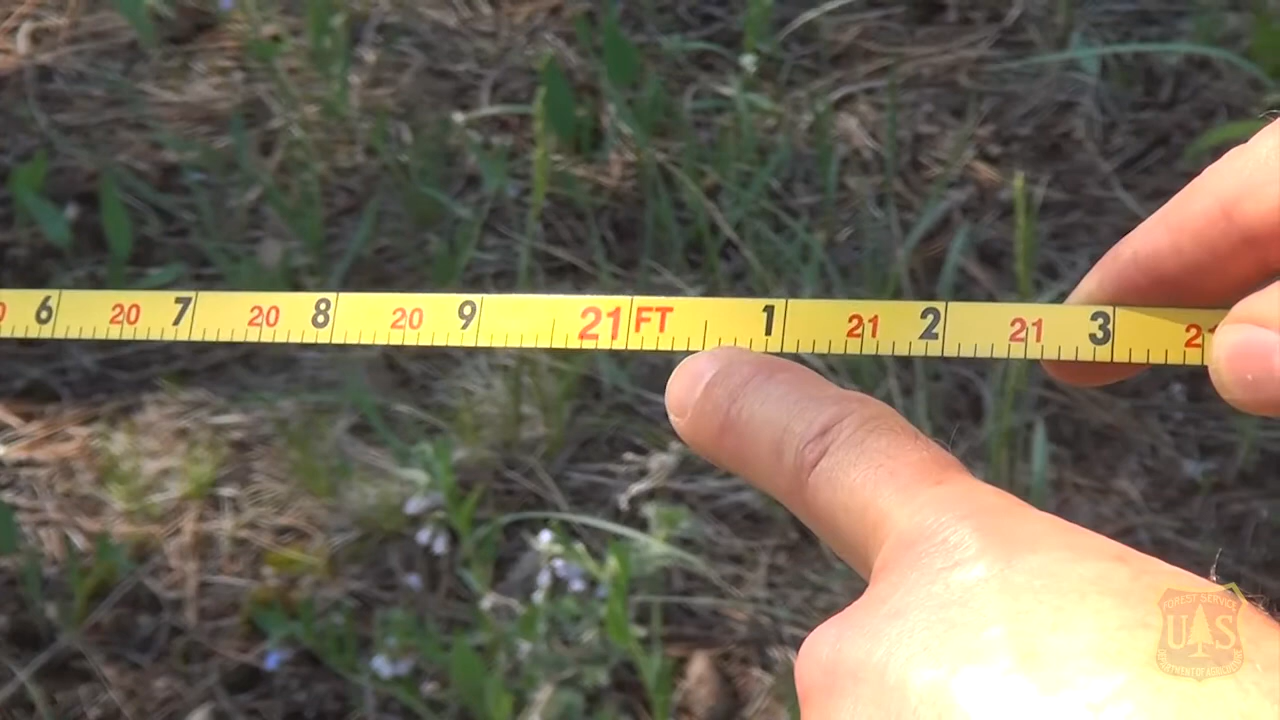 6 20 7 20 8 20 9 21 FT 1 21 2 21 3 2
FOREST SERVICE
U S
DEPARTMENT OF AGRICULTURE